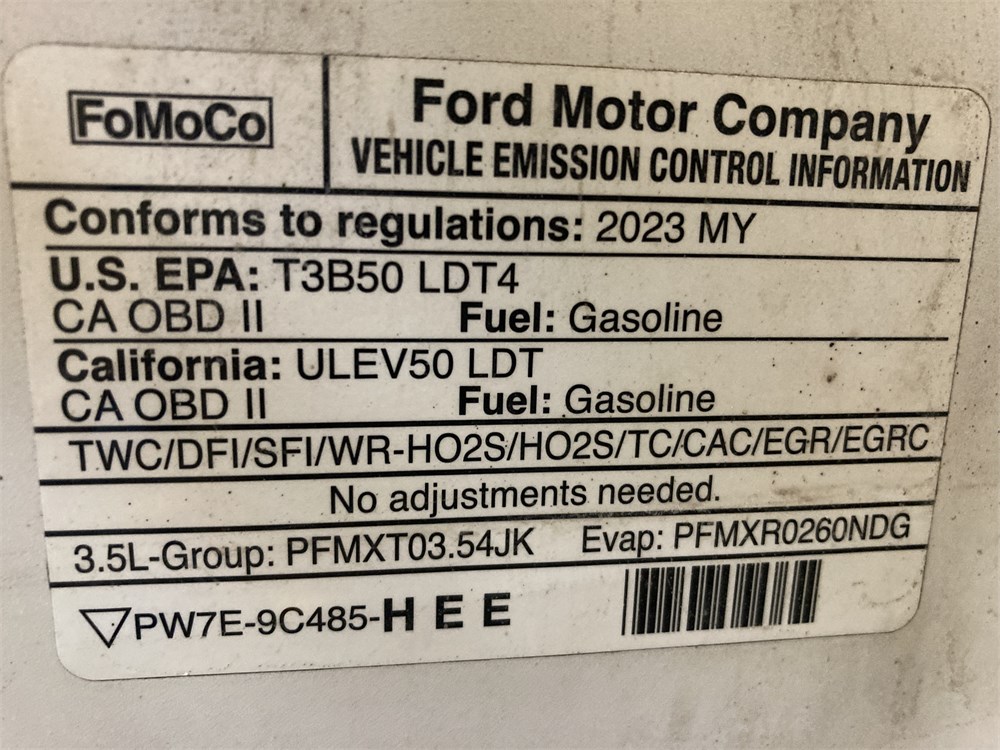 FoMoCo
Ford Motor Company
VEHICLE EMISSION CONTROL INFORMATION
Conforms to regulations: 2023 MY
U.S. EPA: T3B50 LDT4
CA OBD II Fuel: Gasoline
California: ULEV50 LDT
CA OBD II Fuel: Gasoline
TWC/DFI/SFI/WR-HO2S/HO2S/TC/CAC/EGR/EGRC
No adjustments needed.
3.5L-Group: PFMXT03.54JK Evap: PFMXR0260NDG
PW7E-9C485-HEE